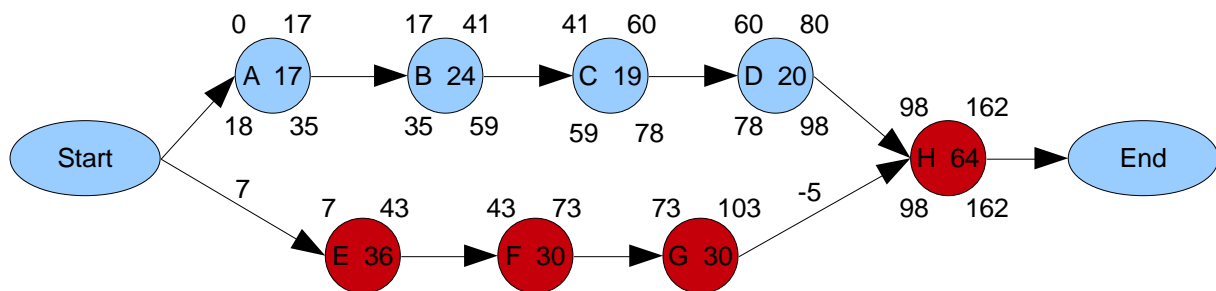 0 17 17 41 41 60 60 80
A 17 B 24 C 19 D 20
18 35 35 59 59 78 78 98
98 162
Start H 64 End
7 -5
98 162
7 43 43 73 73 103
E 36 F 30 G 30